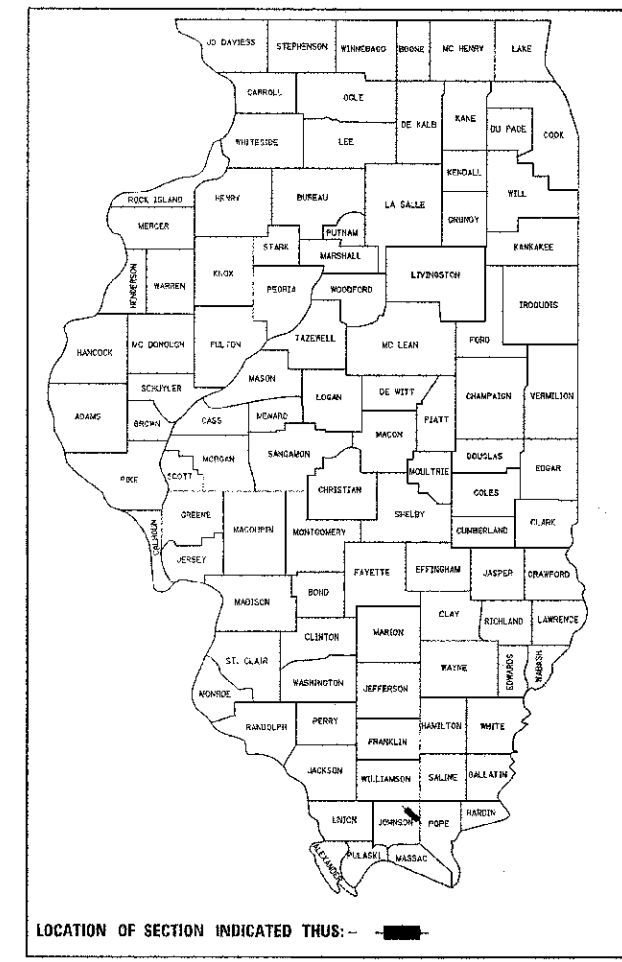 JO DAVIESS STEPHENSON WINNEBAGO BOONE MC HENRY LAKE
CARROLL OGLE DE KALB KANE DU PAGE COOK
WHITESIDE LEE KENDALL WILL
ROCK ISLAND HENRY BUREAU LA SALLE GRUNDY
MERCER PUTNAM KANKAKEE
STARK MARSHALL
HENDERSON WARREN KNOX PEORIA WOODFORD LIVINGSTON IROQUOIS
HANCOCK MC DONOUGH FULTON TAZEWELL MC LEAN FORD
SCHUYLER MASON LOGAN DE WITT CHAMPAIGN VERMILION
ADAMS BROWN CASS MENARD MACON PIATT
PIKE SCOTT MORGAN SANGAMON CHRISTIAN MOULTRIE DOUGLAS EDGAR
GREENE MACOUPIN MONTGOMERY SHELBY COLES CLARK
CALHOUN JERSEY CUMBERLAND
MADISON BOND FAYETTE EFFINGHAM JASPER CRAWFORD
CLINTON MARION CLAY RICHLAND LAWRENCE
ST. CLAIR WASHINGTON JEFFERSON WAYNE EDWARDS WABASH
MONROE RANDOLPH PERRY FRANKLIN HAMILTON WHITE
JACKSON WILLIAMSON SALINE GALLATIN
UNION JOHNSON POPE HARDIN
ALEXANDER PULASKI MASSAC
LOCATION OF SECTION INDICATED THUS:-